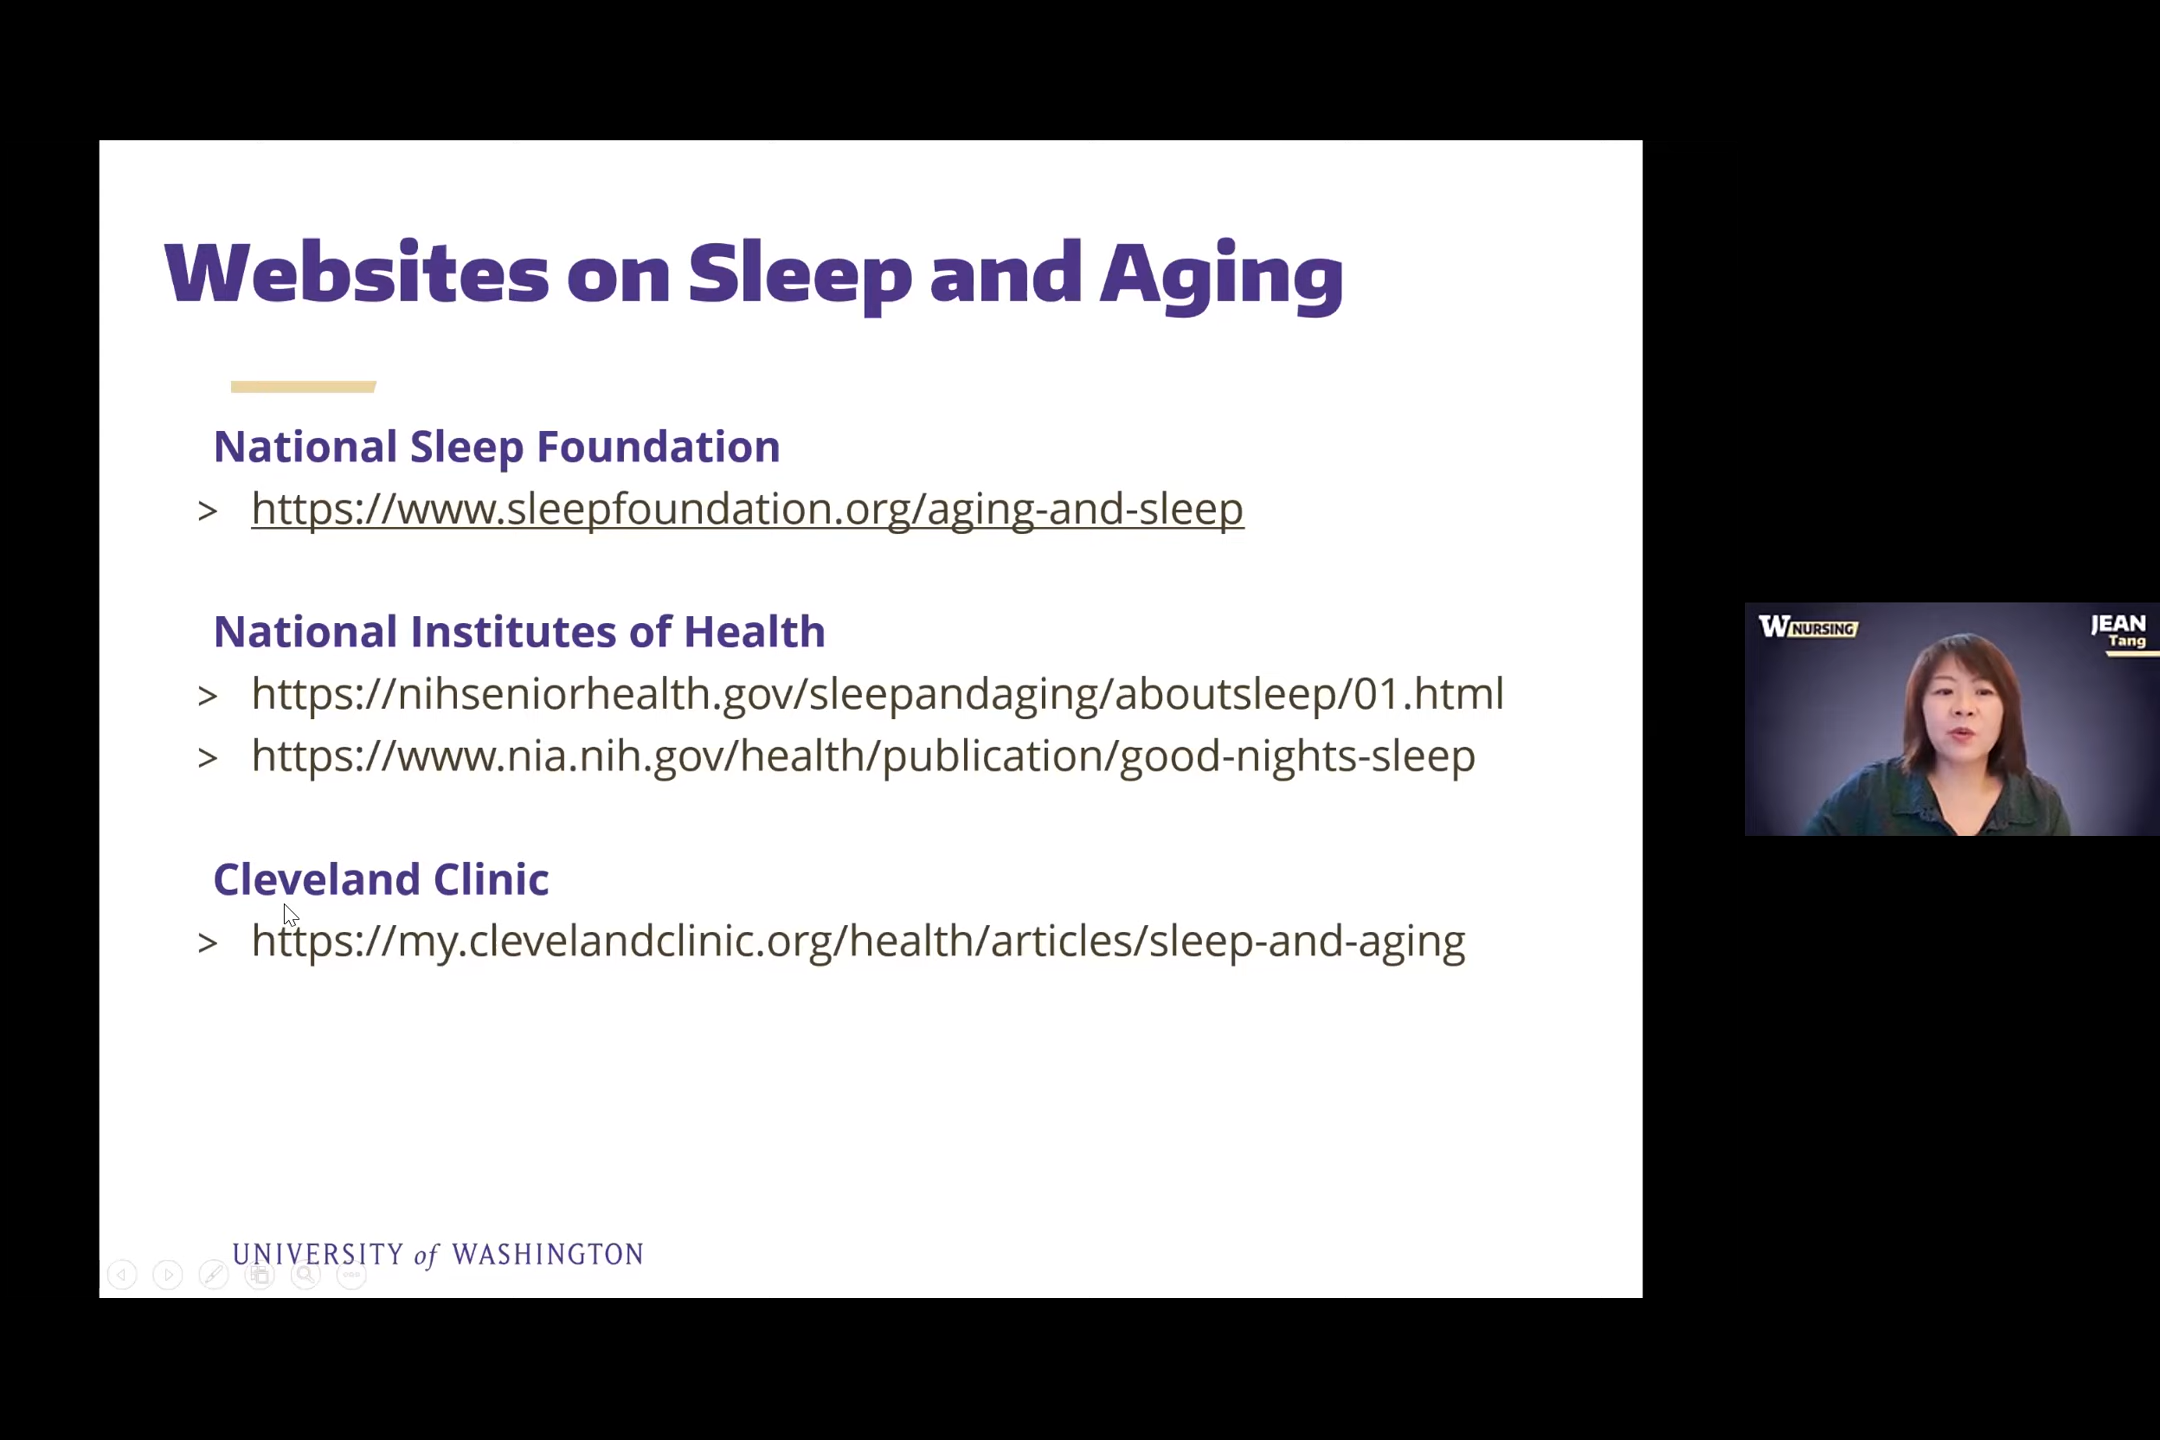 Websites on Sleep and Aging
National Sleep Foundation
> https://www.sleepfoundation.org/aging-and-sleep
National Institutes of Health
> https://nihseniorhealth.gov/sleepandaging/aboutsleep/01.html
> https://www.nia.nih.gov/health/publication/good-nights-sleep
Cleveland Clinic
> https://my.clevelandclinic.org/health/articles/sleep-and-aging
UNIVERSITY of WASHINGTON
W NURSING
JEAN
Tang